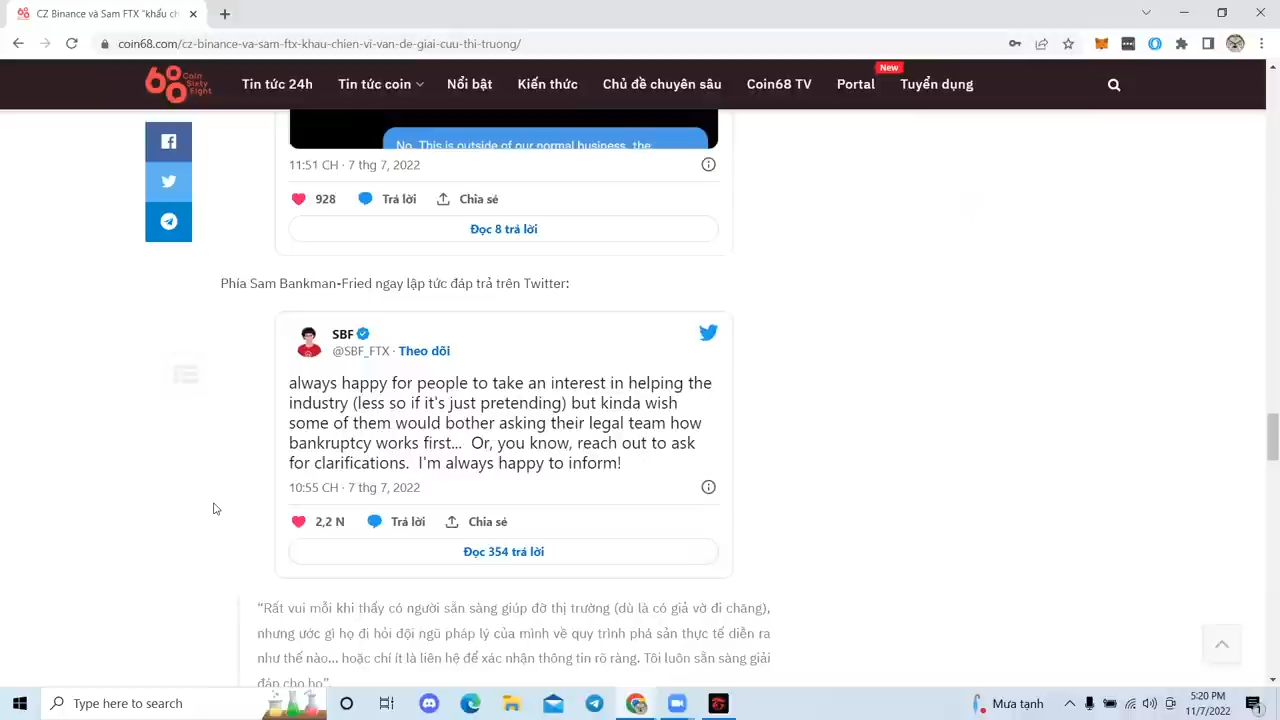 CZ Binance và Sam FTX "khẩu ch
coin68.com/cz-binance-va-sam-ftx-khau-chien-vi-van-de-giai-cuu-thi-truong/
Coin Sixty Eight
Tin tức 24h
Tin tức coin
Nổi bật
Kiến thức
Chủ đề chuyên sâu
Coin68 TV
Portal
New
Tuyển dụng
No. This is outside of our normal business, the
11:51 CH · 7 thg 7, 2022
928 Trả lời Chia sẻ
Đọc 8 trả lời
Phía Sam Bankman-Fried ngay lập tức đáp trả trên Twitter:
SBF
@SBF_FTX · Theo dõi
always happy for people to take an interest in helping the
industry (less so if it's just pretending) but kinda wish
some of them would bother asking their legal team how
bankruptcy works first... Or, you know, reach out to ask
for clarifications. I'm always happy to inform!
10:55 CH · 7 thg 7, 2022
2,2 N Trả lời Chia sẻ
Đọc 354 trả lời
“Rất vui mỗi khi thấy có người sẵn sàng giúp đỡ thị trường (dù là có giả vờ đi chăng),
nhưng ước gì họ đi hỏi đội ngũ pháp lý của mình về quy trình phá sản thực tế diễn ra
như thế nào... hoặc chí ít là liên hệ để xác nhận thông tin rõ ràng. Tôi luôn sẵn sàng giải
đáp cho họ”.
Type here to search
Mưa tạnh
5:20 PM
11/7/2022